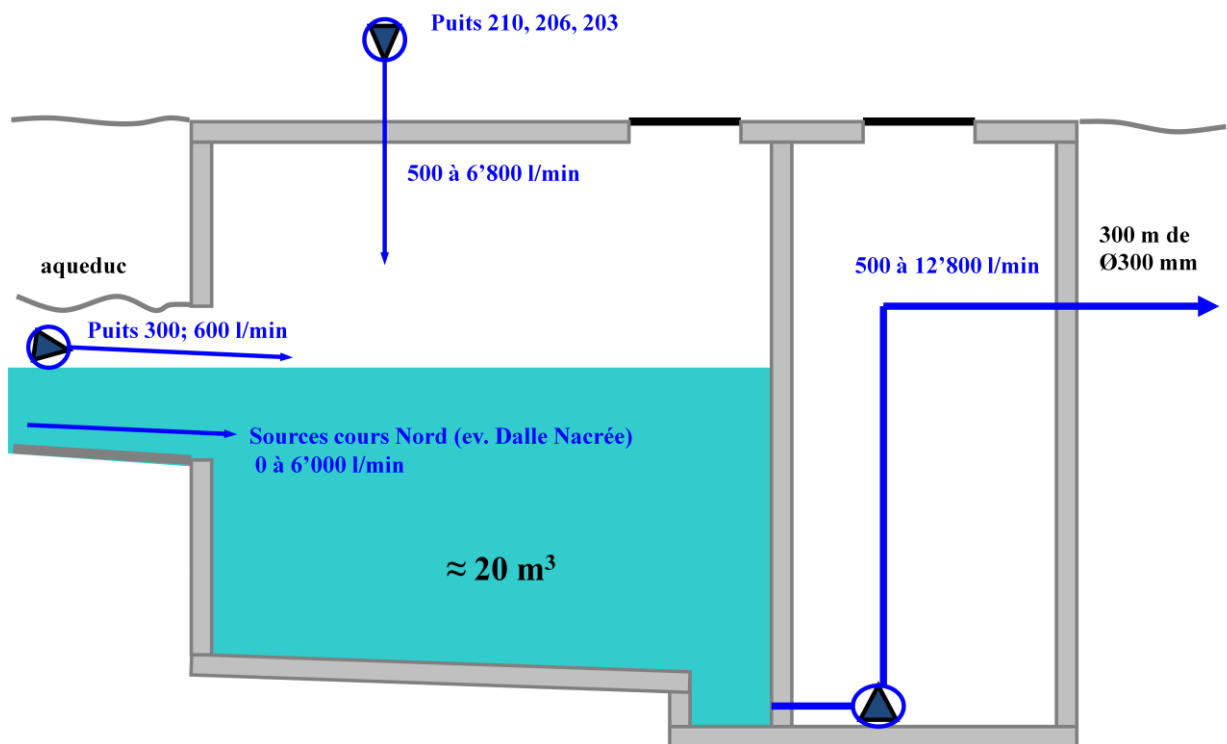 Puits 210, 206, 203
500 à 6’800 l/min
aqueduc
Puits 300; 600 l/min
Sources cours Nord (ev. Dalle Nacrée)
0 à 6’000 l/min
≈ 20 m³
500 à 12’800 l/min
300 m de
Ø300 mm